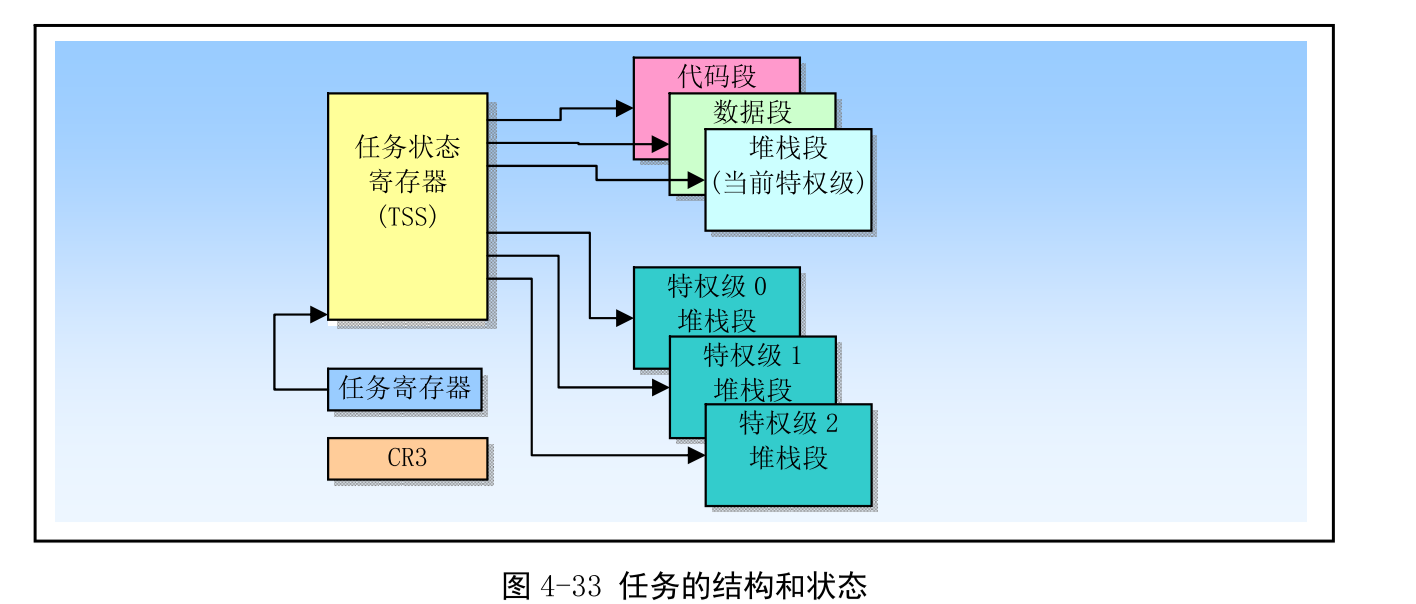 代码段
数据段
堆栈段
(当前特权级)
任务状态
寄存器
(TSS)
特权级 0
堆栈段
特权级 1
堆栈段
特权级 2
堆栈段
任务寄存器
CR3
图 4-33 任务的结构和状态